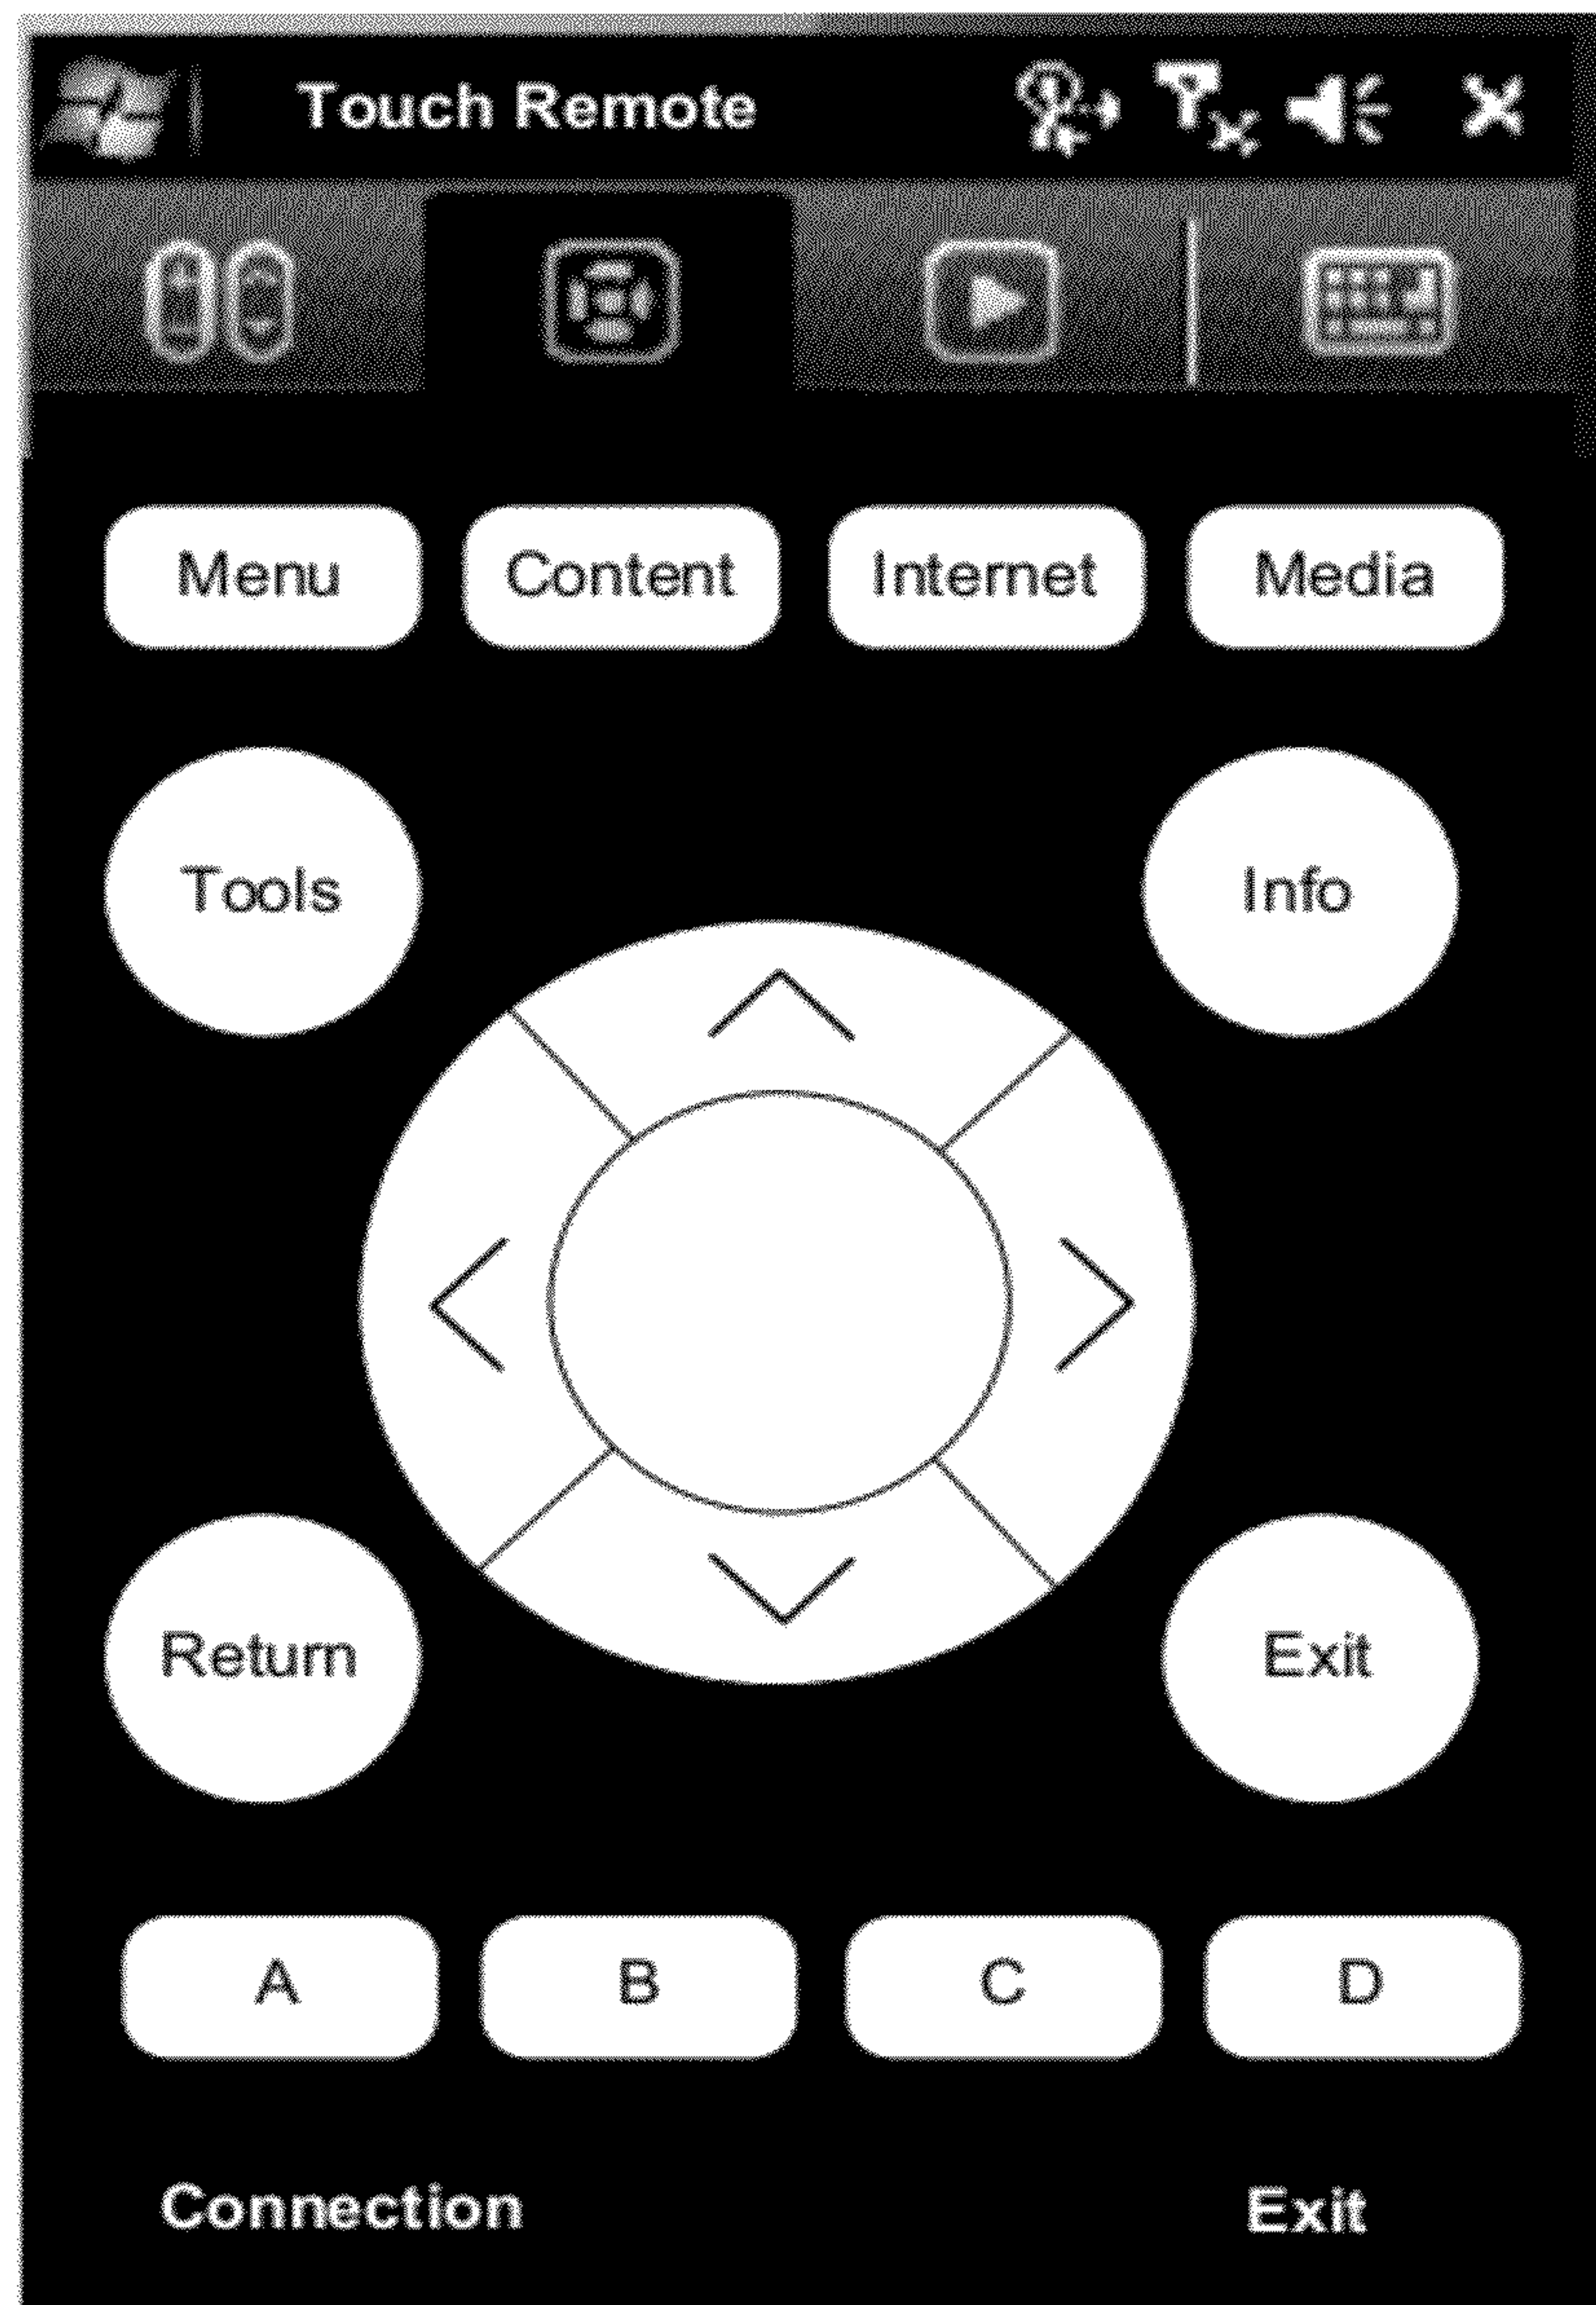 Touch Remote
Menu Content Internet Media
Tools Info
Return Exit
A B C D
Connection Exit